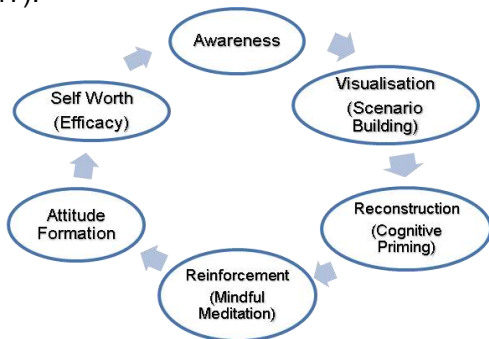 Awareness
Visualisation
(Scenario
Building)
Reconstruction
(Cognitive
Priming)
Reinforcement
(Mindful
Meditation)
Attitude
Formation
Self Worth
(Efficacy)